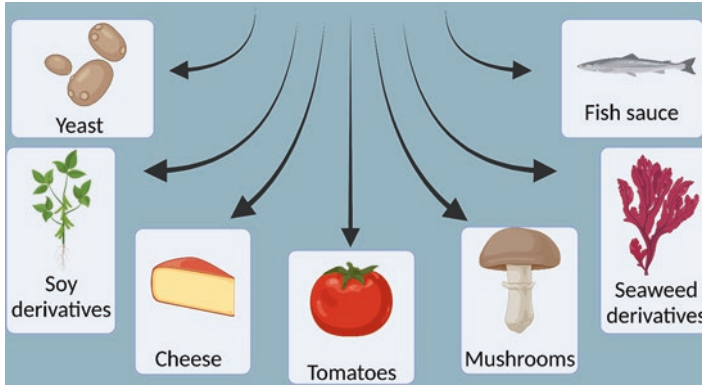 Yeast
Fish sauce
Soy
derivatives
Cheese
Tomatoes
Mushrooms
Seaweed
derivatives